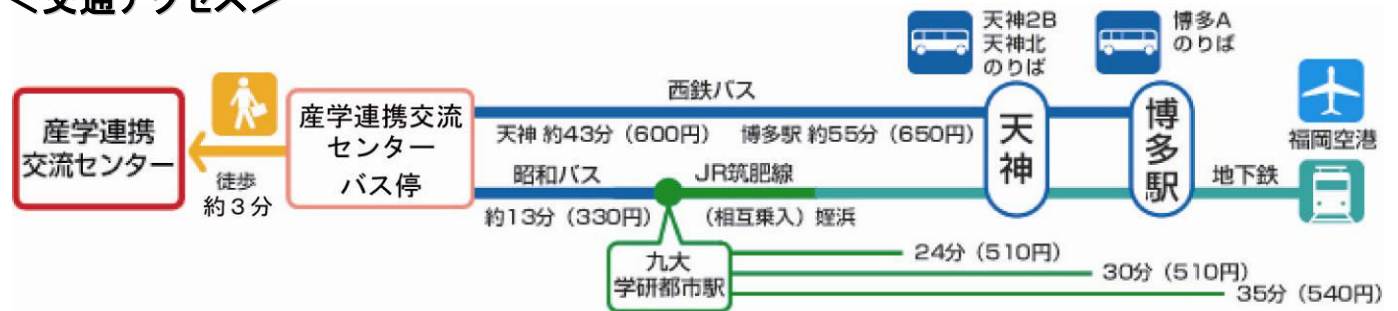 ＜交通アクセス＞
天神2B
天神北
のりば
博多A
のりば
産学連携
交流センター
徒歩
約３分
産学連携交流
センター
バス停
西鉄バス
天神 約43分（600円）
博多駅 約55分（650円）
昭和バス
約13分（330円）
JR筑肥線
（相互乗入）姪浜
天神
博多駅
地下鉄
福岡空港
九大
学研都市駅
24分（510円）
30分（510円）
35分（540円）